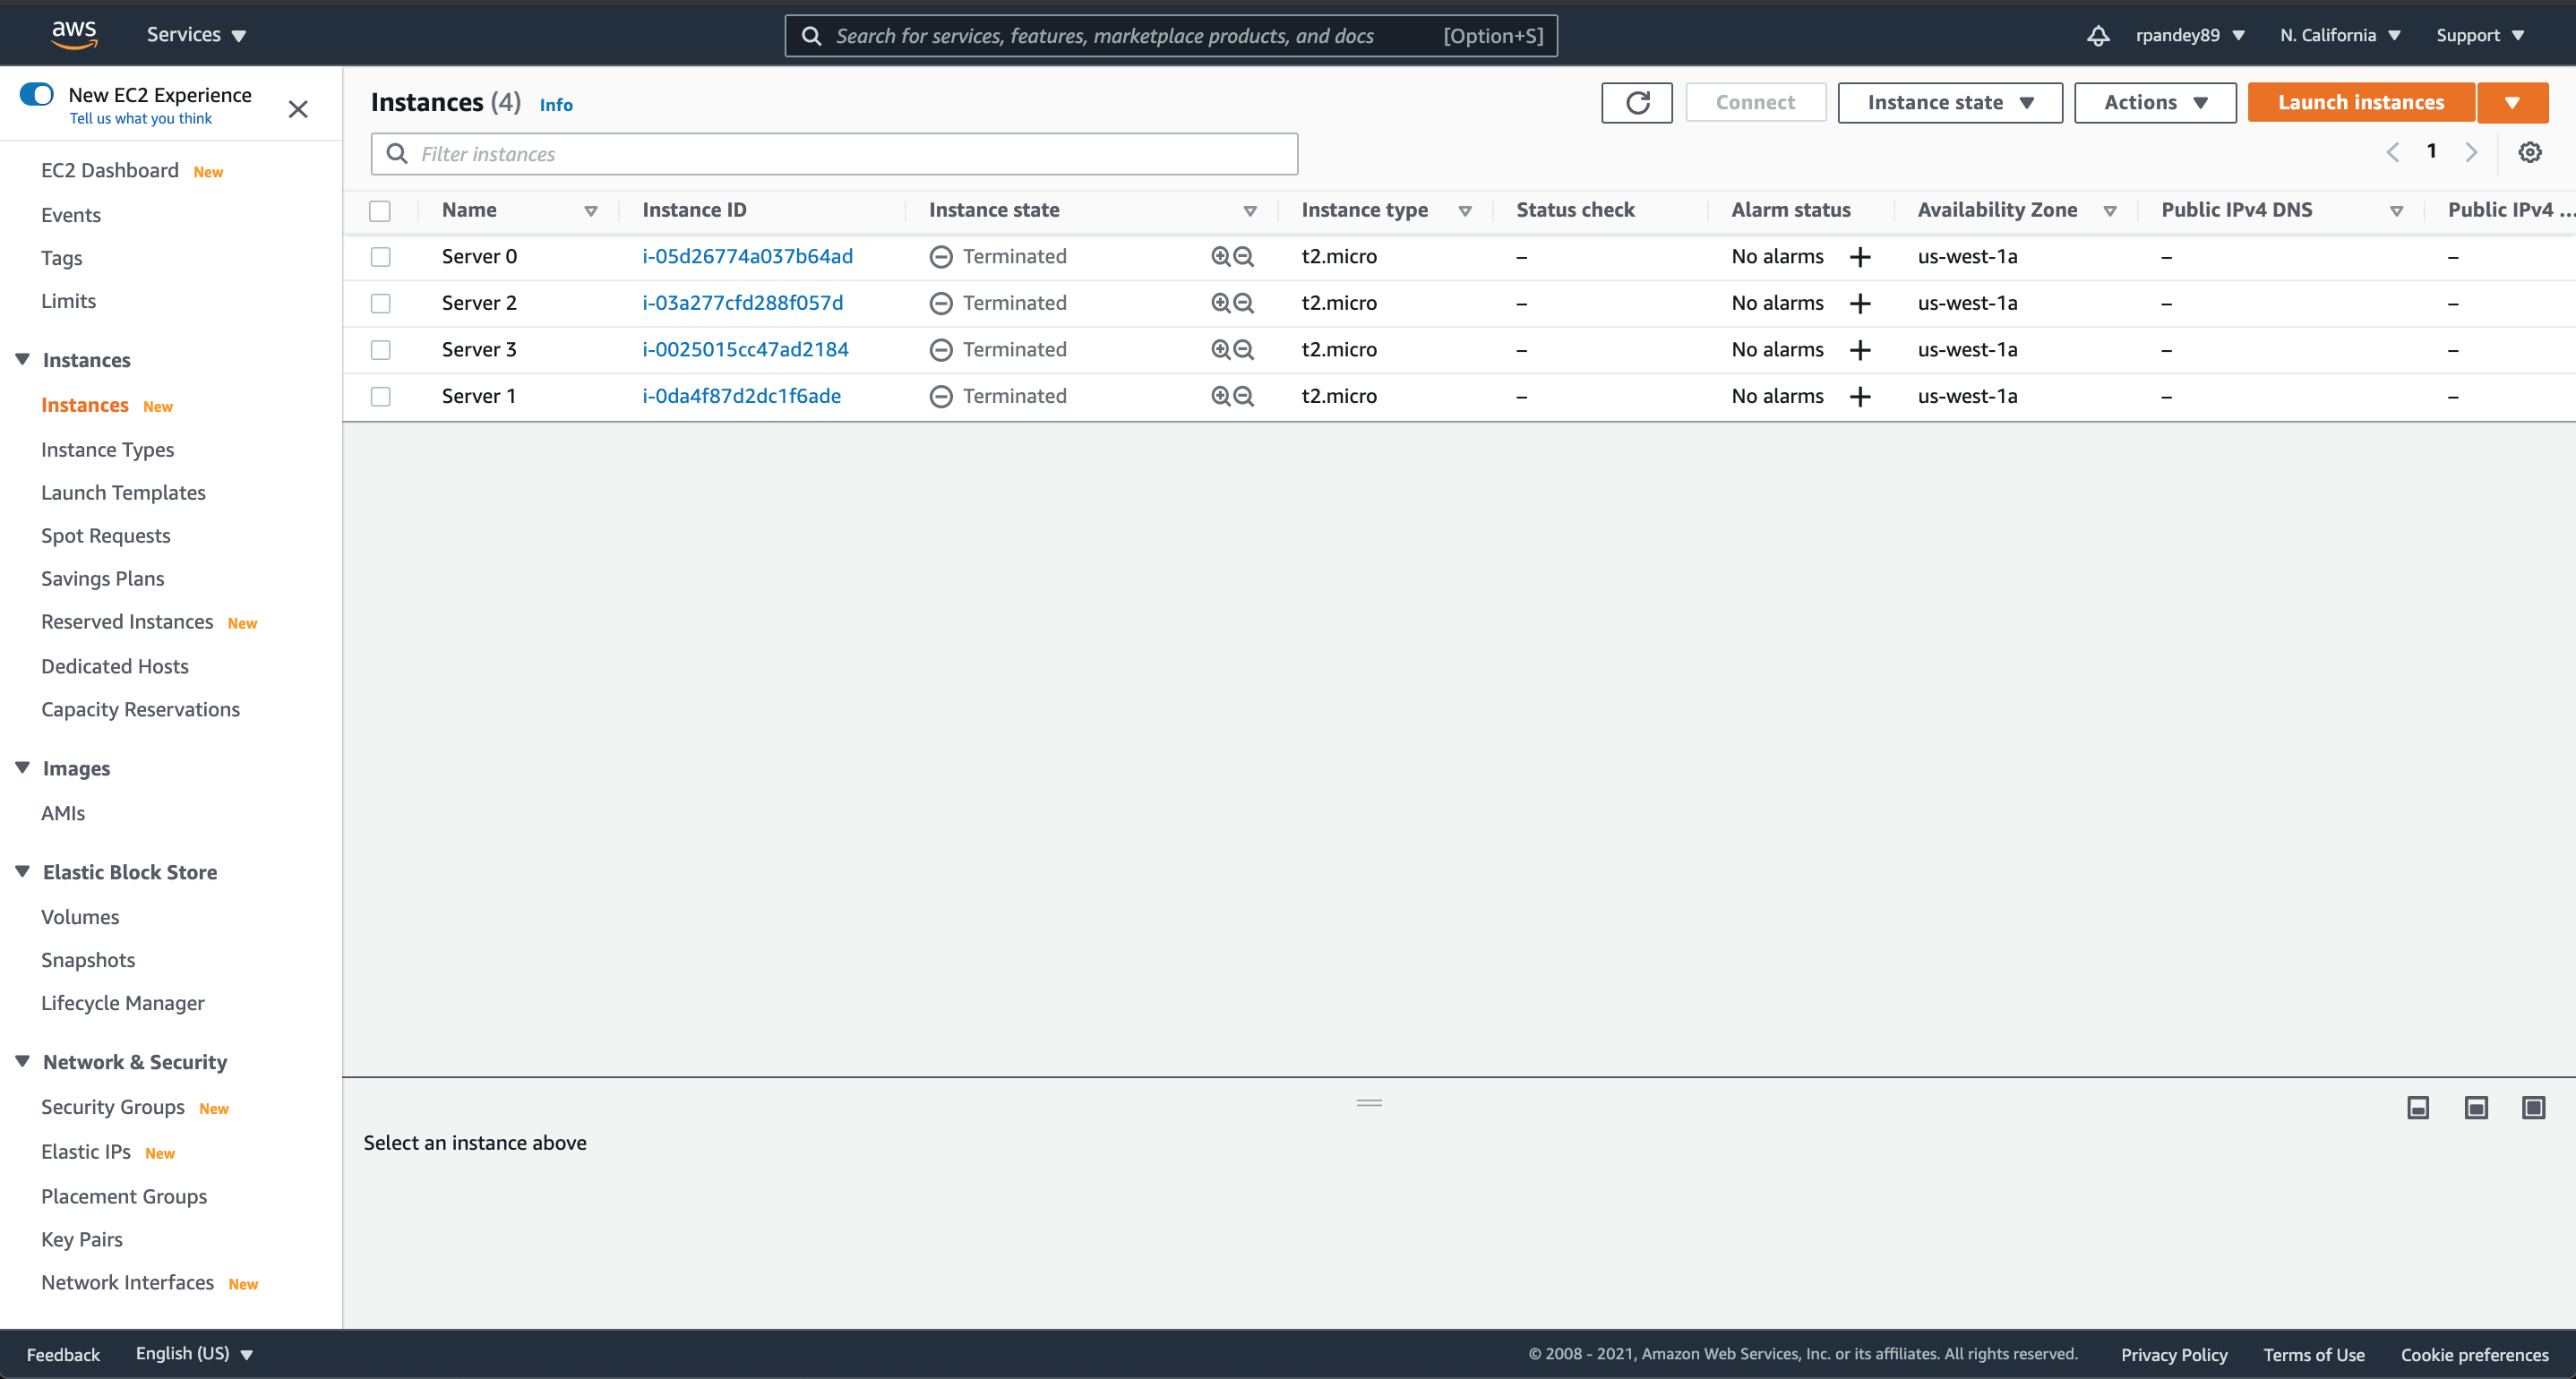 aws Services Search for services, features, marketplace products, and docs [Option+S] rpandey89 N. California Support
New EC2 Experience
Tell us what you think
EC2 Dashboard New
Events
Tags
Limits
Instances
Instances New
Instance Types
Launch Templates
Spot Requests
Savings Plans
Reserved Instances New
Dedicated Hosts
Capacity Reservations
Images
AMIs
Elastic Block Store
Volumes
Snapshots
Lifecycle Manager
Network & Security
Security Groups New
Elastic IPs New
Placement Groups
Key Pairs
Network Interfaces New
Instances (4) Info Connect Instance state Actions Launch instances
Filter instances 1
Name Instance ID Instance state Instance type Status check Alarm status Availability Zone Public IPv4 DNS Public IPv4 ...
Server 0 i-05d26774a037b64ad Terminated t2.micro – No alarms + us-west-1a – –
Server 2 i-03a277cfd288f057d Terminated t2.micro – No alarms + us-west-1a – –
Server 3 i-0025015cc47ad2184 Terminated t2.micro – No alarms + us-west-1a – –
Server 1 i-0da4f87d2dc1f6ade Terminated t2.micro – No alarms + us-west-1a – –
Select an instance above
Feedback English (US) © 2008 - 2021, Amazon Web Services, Inc. or its affiliates. All rights reserved. Privacy Policy Terms of Use Cookie preferences